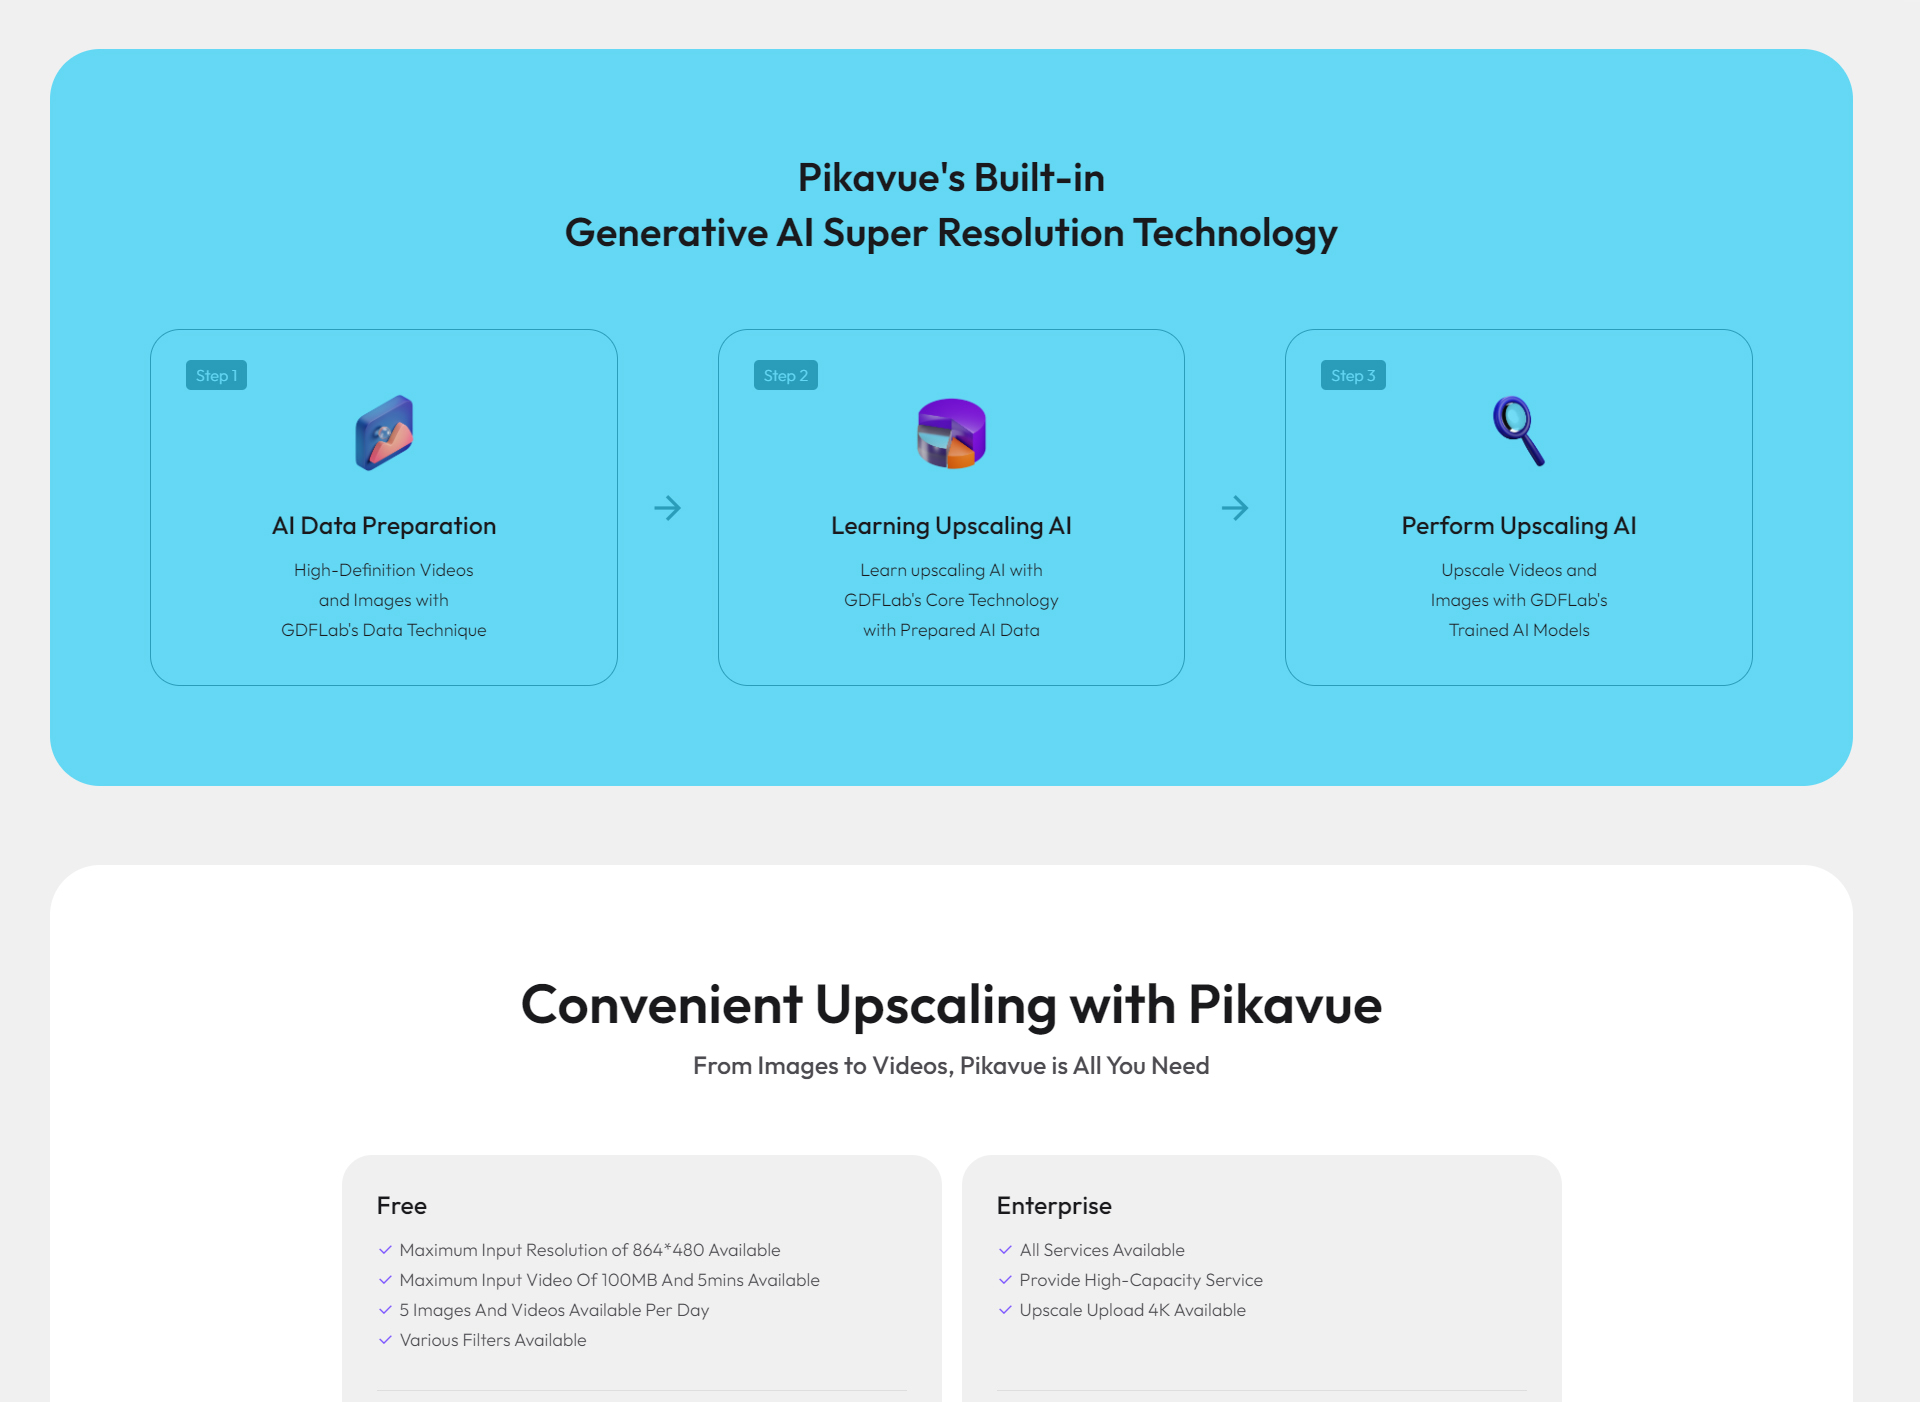 Pikavue's Built-in
Generative AI Super Resolution Technology
Step 1
AI Data Preparation
High-Definition Videos
and Images with
GDFLab's Data Technique
Step 2
Learning Upscaling AI
Learn upscaling AI with
GDFLab's Core Technology
with Prepared AI Data
Step 3
Perform Upscaling AI
Upscale Videos and
Images with GDFLab's
Trained AI Models
Convenient Upscaling with Pikavue
From Images to Videos, Pikavue is All You Need
Free
Maximum Input Resolution of 864*480 Available
Maximum Input Video Of 100MB And 5mins Available
5 Images And Videos Available Per Day
Various Filters Available
Enterprise
All Services Available
Provide High-Capacity Service
Upscale Upload 4K Available